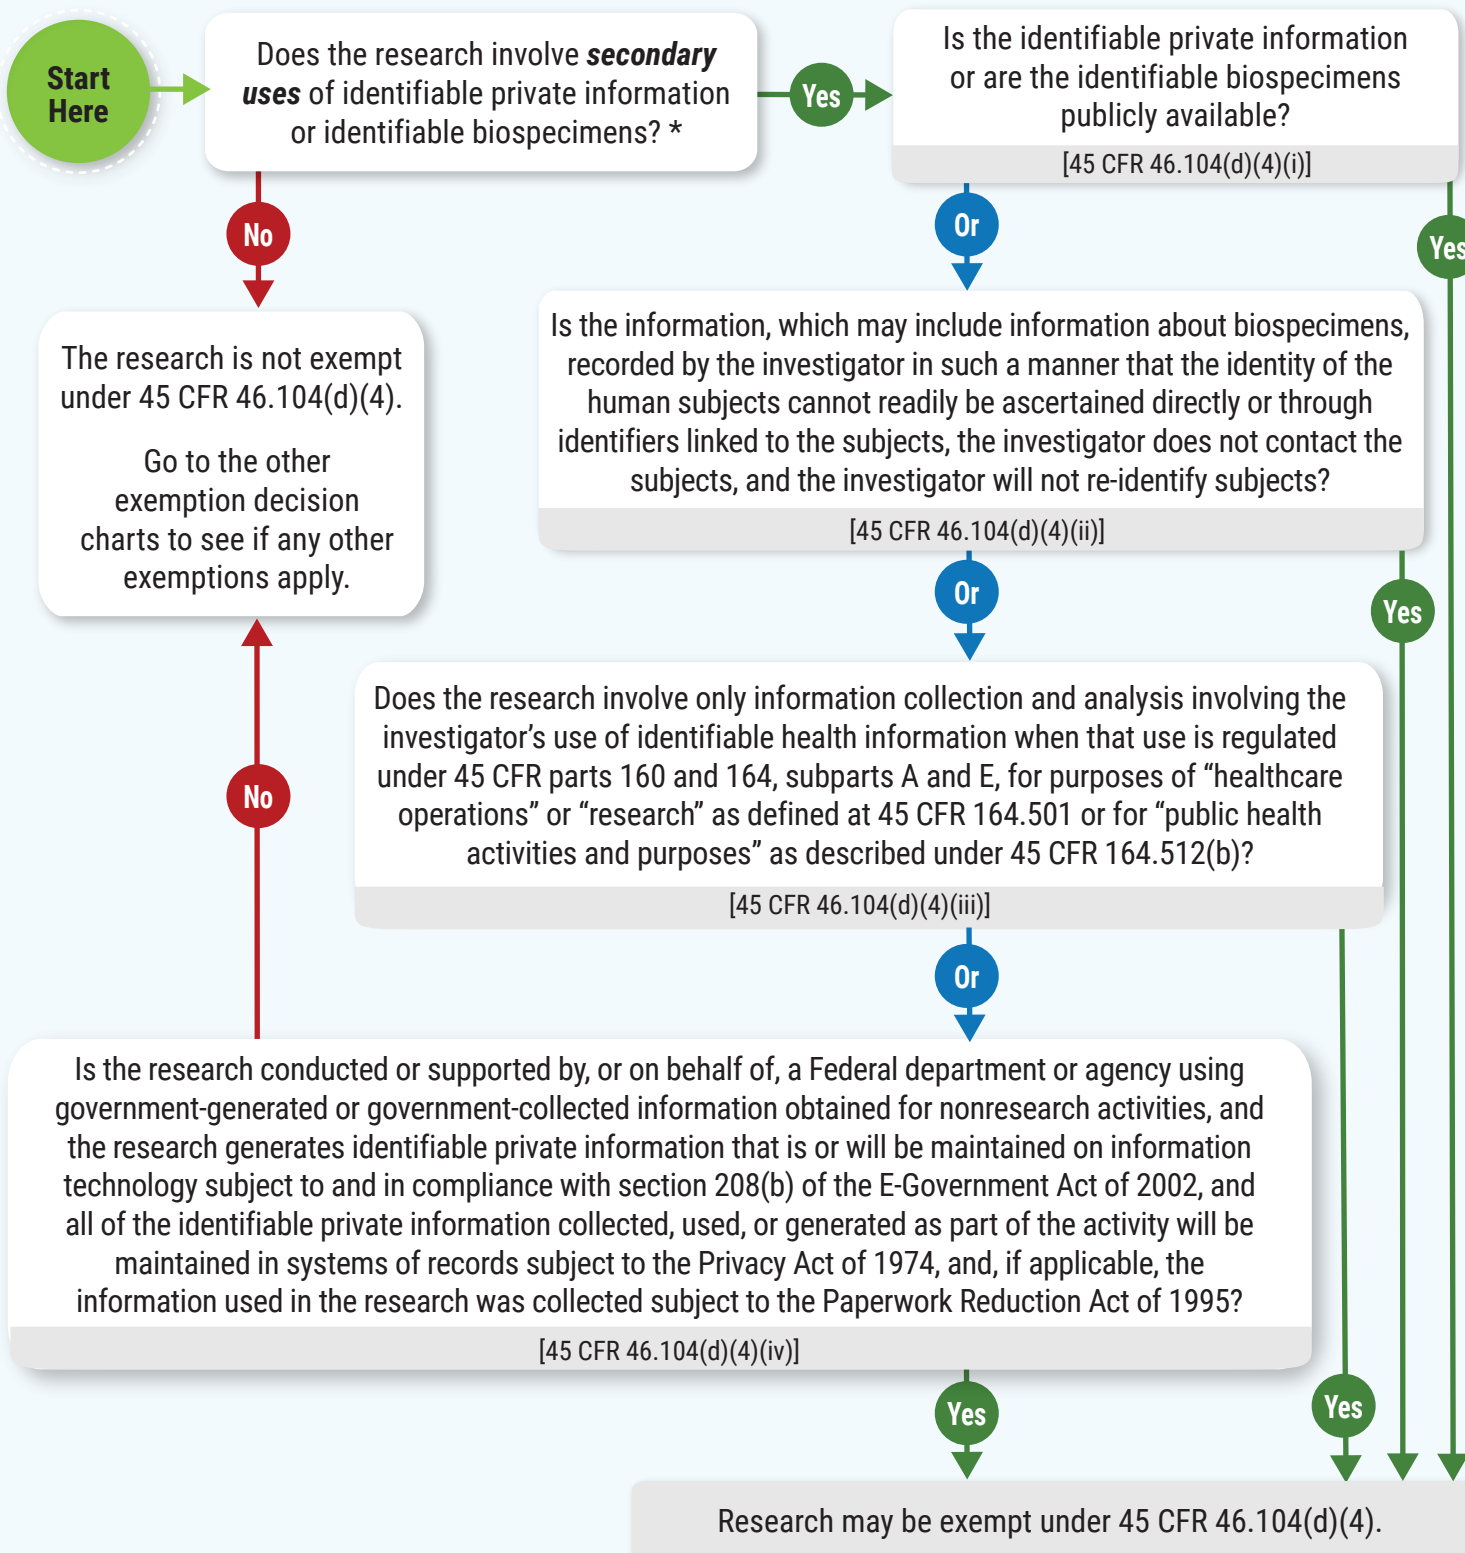 Start
Here
Does the research involve secondary
uses of identifiable private information
or identifiable biospecimens? *
Yes
Is the identifiable private information
or are the identifiable biospecimens
publicly available?
[45 CFR 46.104(d)(4)(i)]
No
Or
Yes
The research is not exempt
under 45 CFR 46.104(d)(4).
Go to the other
exemption decision
charts to see if any other
exemptions apply.
Is the information, which may include information about biospecimens,
recorded by the investigator in such a manner that the identity of the
human subjects cannot readily be ascertained directly or through
identifiers linked to the subjects, the investigator does not contact the
subjects, and the investigator will not re-identify subjects?
[45 CFR 46.104(d)(4)(ii)]
Or
Yes
Does the research involve only information collection and analysis involving the
investigator’s use of identifiable health information when that use is regulated
under 45 CFR parts 160 and 164, subparts A and E, for purposes of “healthcare
operations” or “research” as defined at 45 CFR 164.501 or for “public health
activities and purposes” as described under 45 CFR 164.512(b)?
[45 CFR 46.104(d)(4)(iii)]
No
Or
Is the research conducted or supported by, or on behalf of, a Federal department or agency using
government-generated or government-collected information obtained for nonresearch activities, and
the research generates identifiable private information that is or will be maintained on information
technology subject to and in compliance with section 208(b) of the E-Government Act of 2002, and
all of the identifiable private information collected, used, or generated as part of the activity will be
maintained in systems of records subject to the Privacy Act of 1974, and, if applicable, the
information used in the research was collected subject to the Paperwork Reduction Act of 1995?
[45 CFR 46.104(d)(4)(iv)]
Yes
Yes
Research may be exempt under 45 CFR 46.104(d)(4).